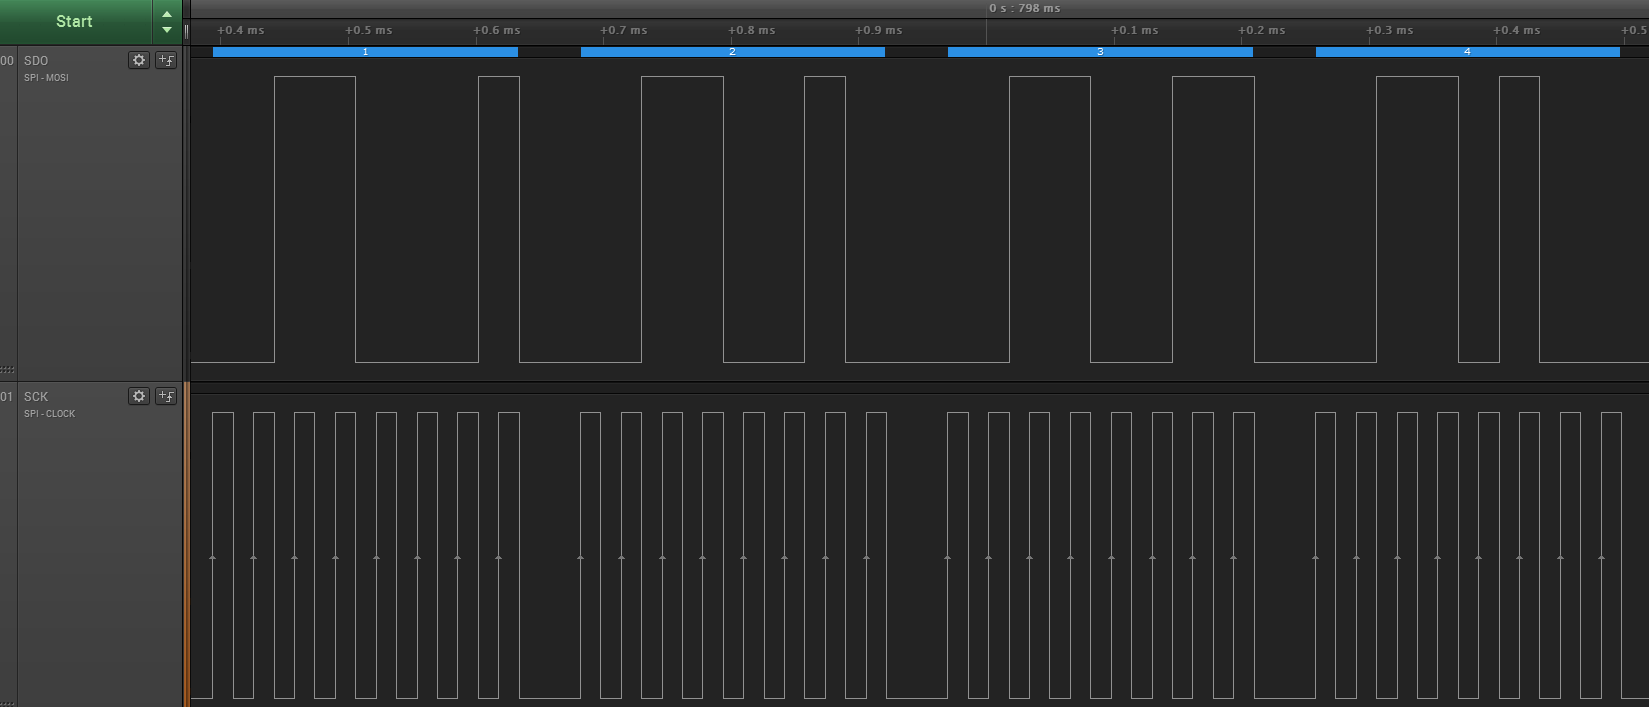 Start
0 s : 798 ms
+0.4 ms +0.5 ms +0.6 ms +0.7 ms +0.8 ms +0.9 ms +0.1 ms +0.2 ms +0.3 ms +0.4 ms +0.5
1 2 3 4
00 SDO
SPI - MOSI
01 SCK
SPI - CLOCK